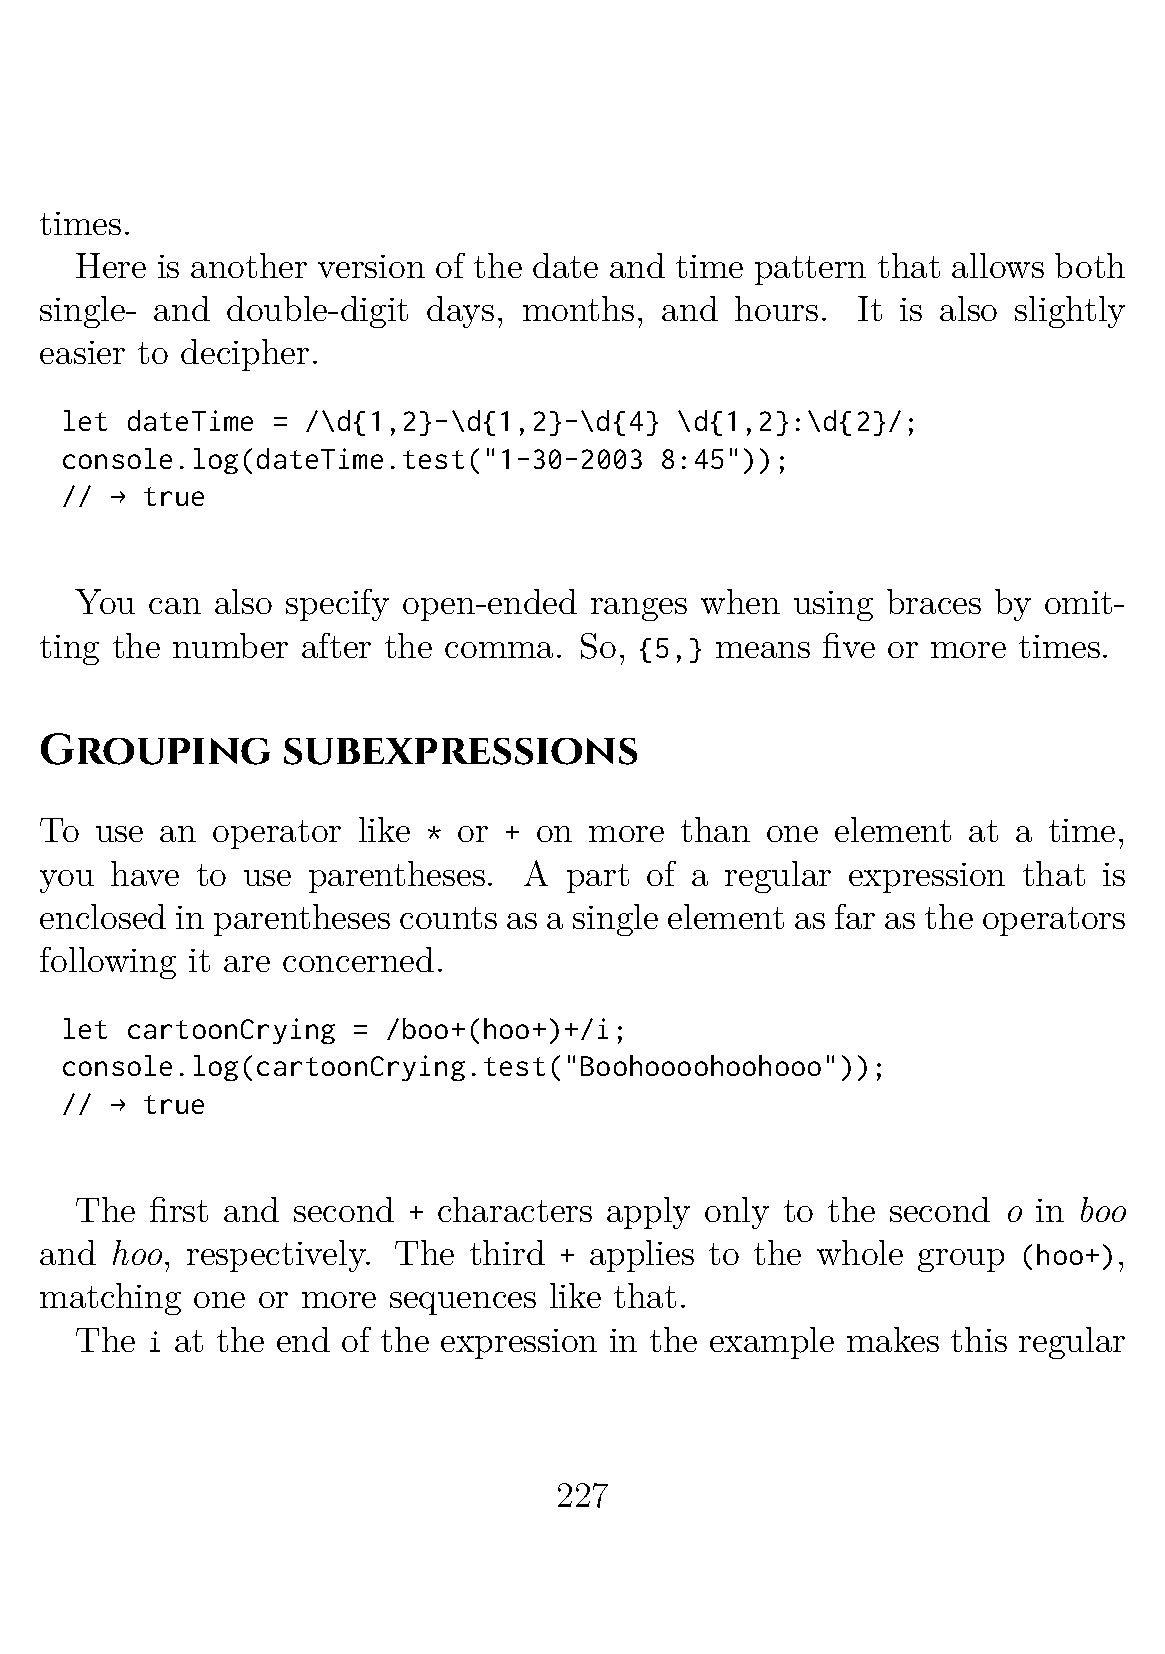 times.
Here is another version of the date and time pattern that allows both
single- and double-digit days, months, and hours. It is also slightly
easier to decipher.
let dateTime = /\d{1,2}-\d{1,2}-\d{4} \d{1,2}:\d{2}/;
console.log(dateTime.test("1-30-2003 8:45"));
// → true
You can also specify open-ended ranges when using braces by omit-
ting the number after the comma. So, {5,} means five or more times.
Grouping subexpressions
To use an operator like * or + on more than one element at a time,
you have to use parentheses. A part of a regular expression that is
enclosed in parentheses counts as a single element as far as the operators
following it are concerned.
let cartoonCrying = /boo+(hoo+)+/i;
console.log(cartoonCrying.test("Boohoooohoohooo"));
// → true
The first and second + characters apply only to the second o in boo
and hoo, respectively. The third + applies to the whole group (hoo+),
matching one or more sequences like that.
The i at the end of the expression in the example makes this regular
227